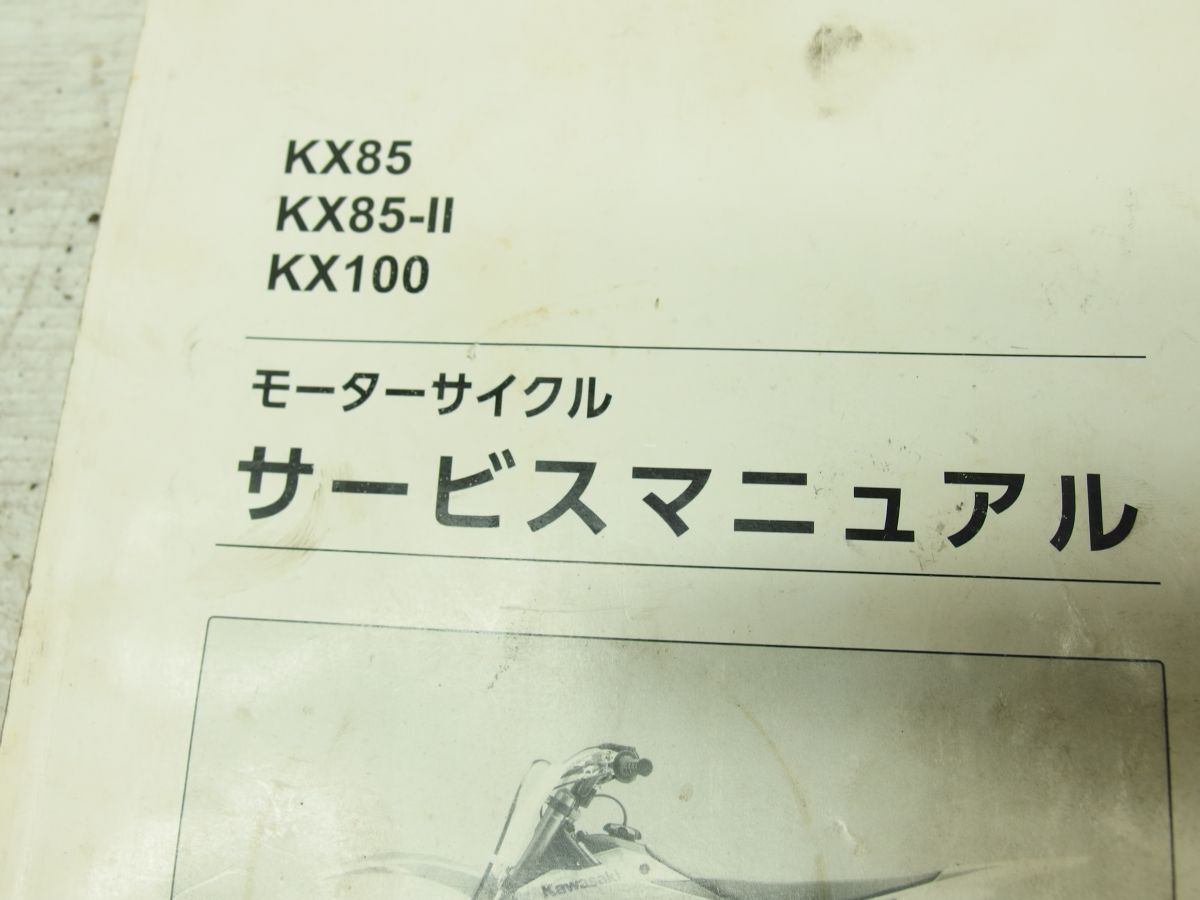 KX85
KX85-II
KX100
モーターサイクル
サービスマニュアル
Kawasaki